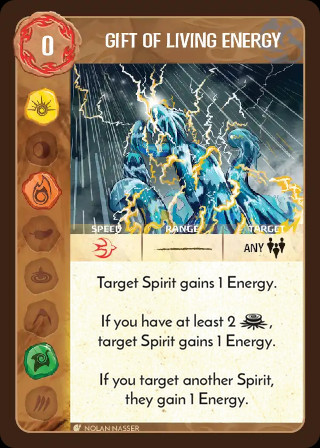 0
GIFT OF LIVING ENERGY
SPEED RANGE TARGET
ANY
Target Spirit gains 1 Energy.
If you have at least 2 ,
target Spirit gains 1 Energy.
If you target another Spirit,
they gain 1 Energy.
NOLAN NASSER